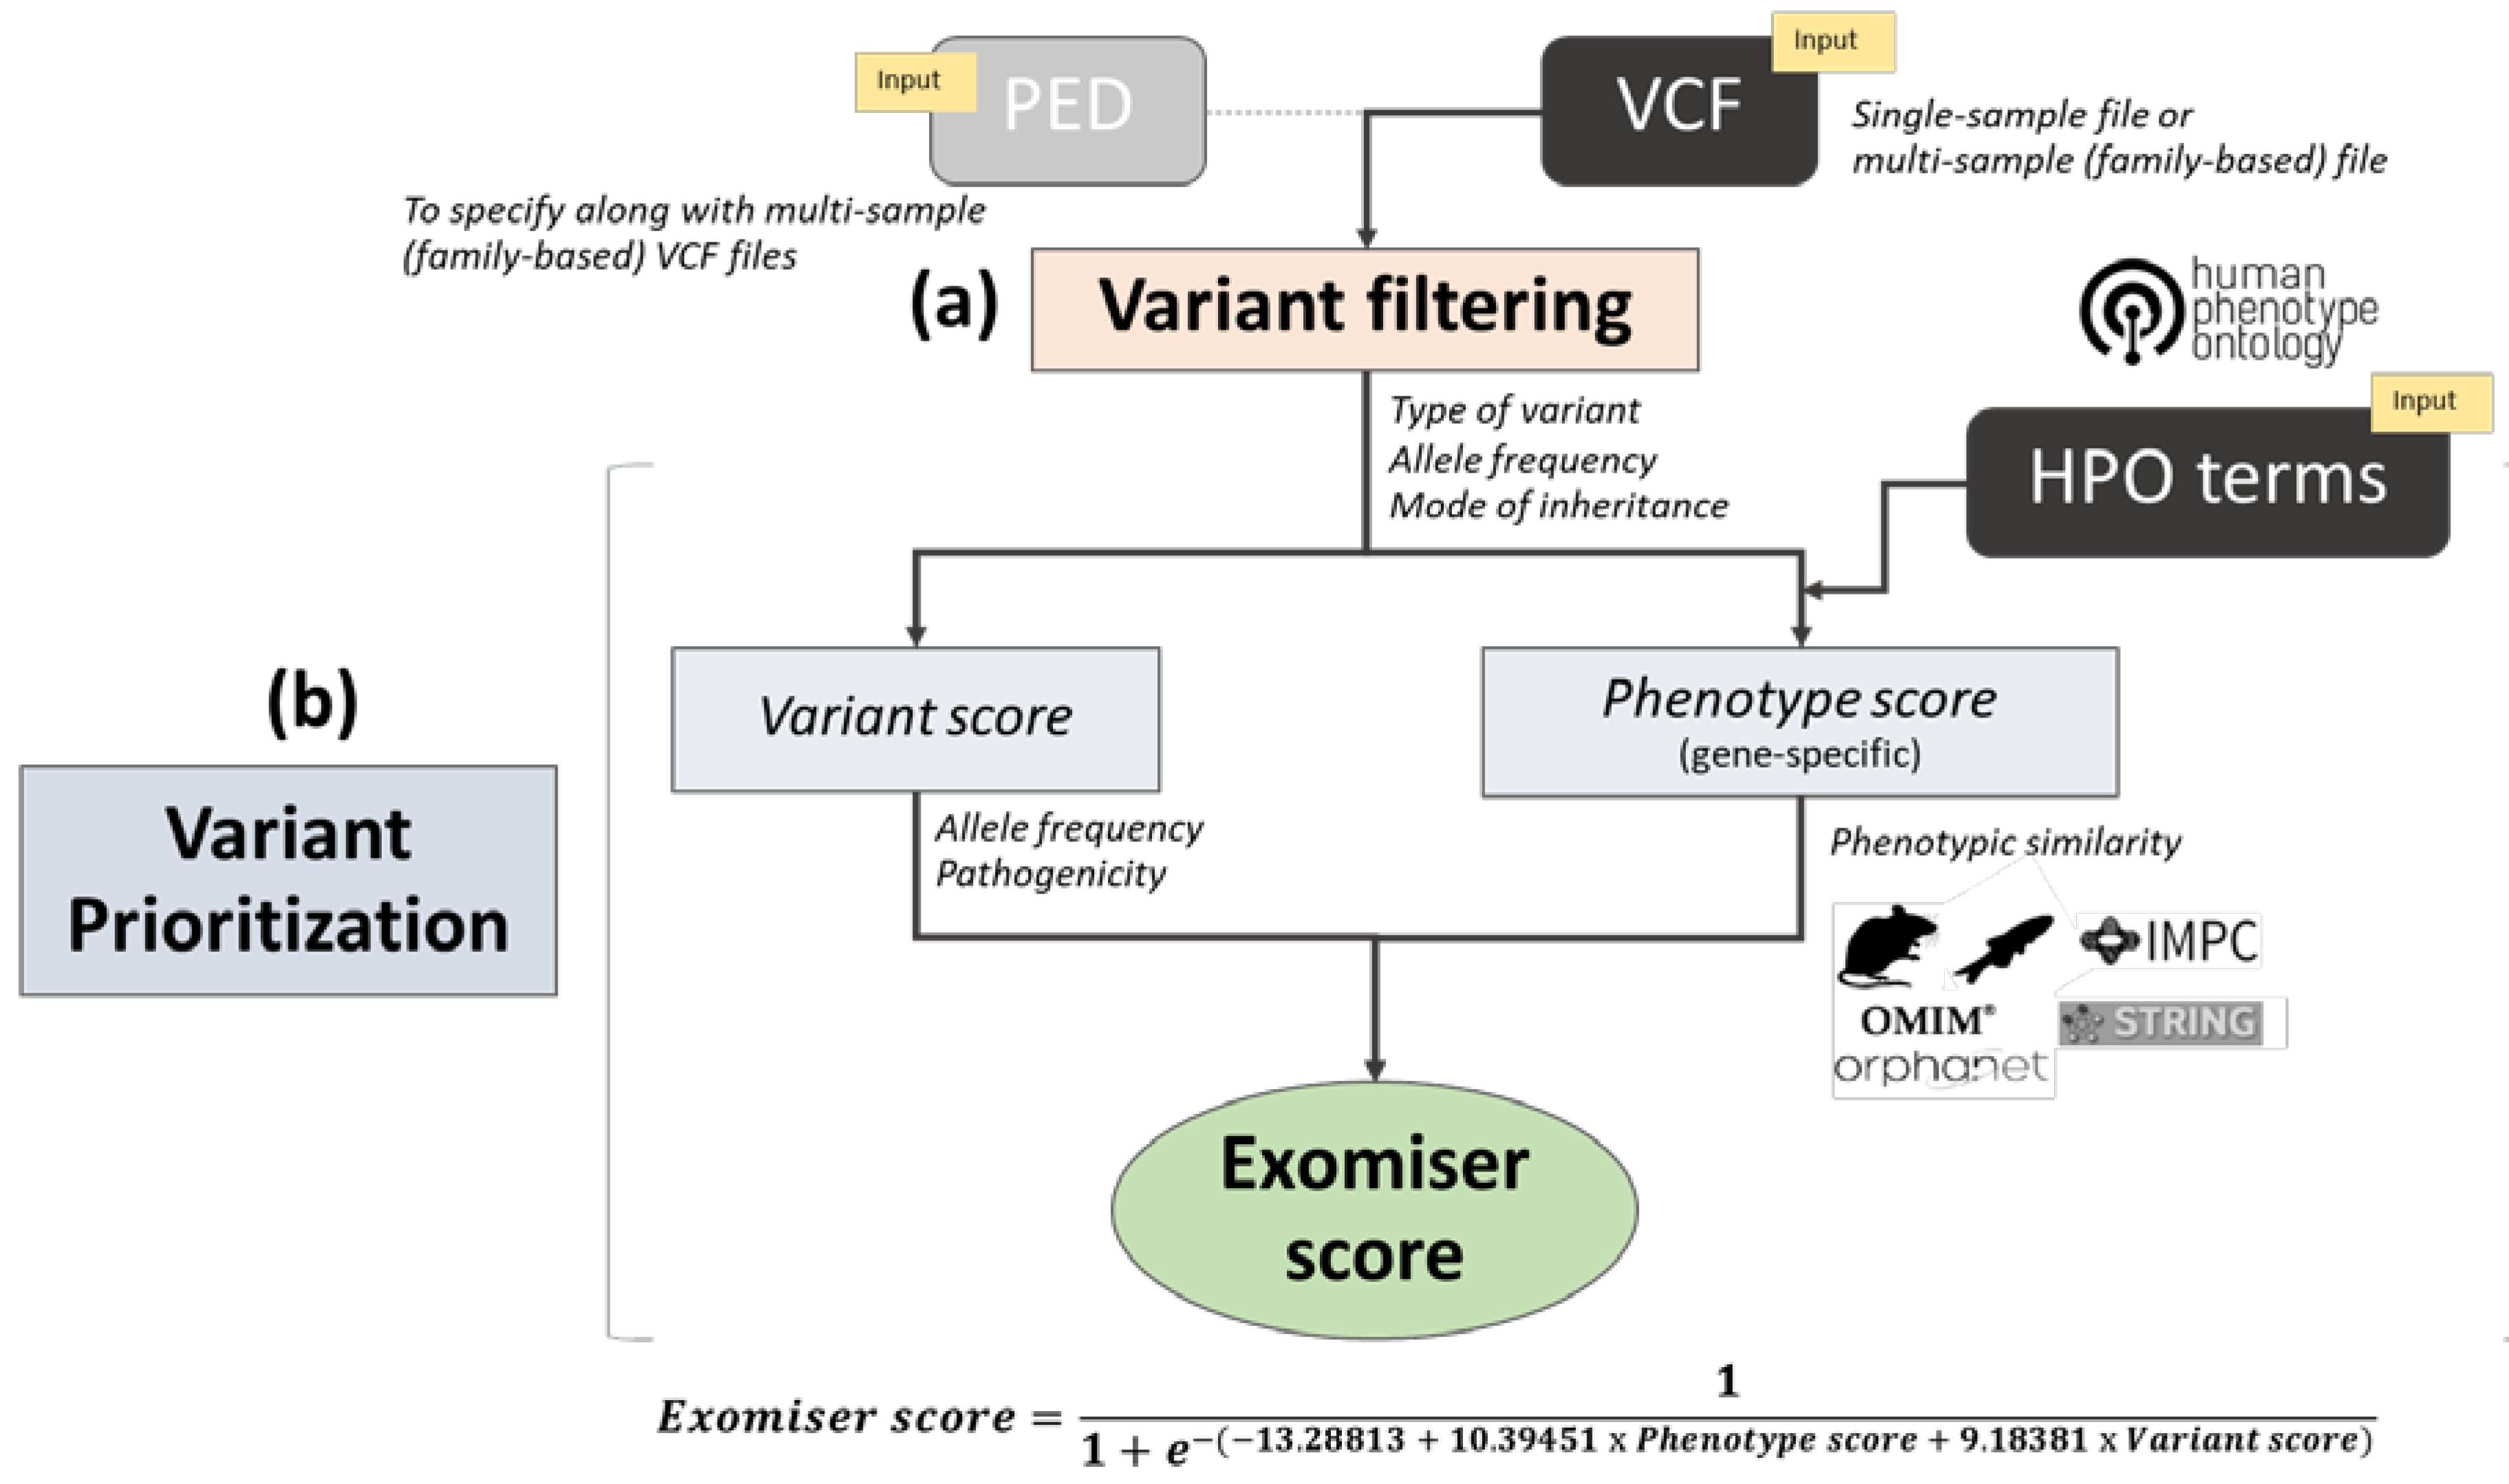 Input
PED
Input
VCF
Single-sample file or
multi-sample (family-based) file
To specify along with multi-sample
(family-based) VCF files
(a)
Variant filtering
human
phenotype
ontology
Type of variant
Allele frequency
Mode of inheritance
Input
HPO terms
(b)
Variant
Prioritization
Variant score
Phenotype score
(gene-specific)
Allele frequency
Pathogenicity
Phenotypic similarity
IMPC
OMIM®
STRING
orphanet
Exomiser
score
Exomiser score = 1 / 1 + e^−(−13.28813 + 10.39451 x Phenotype score + 9.18381 x Variant score)